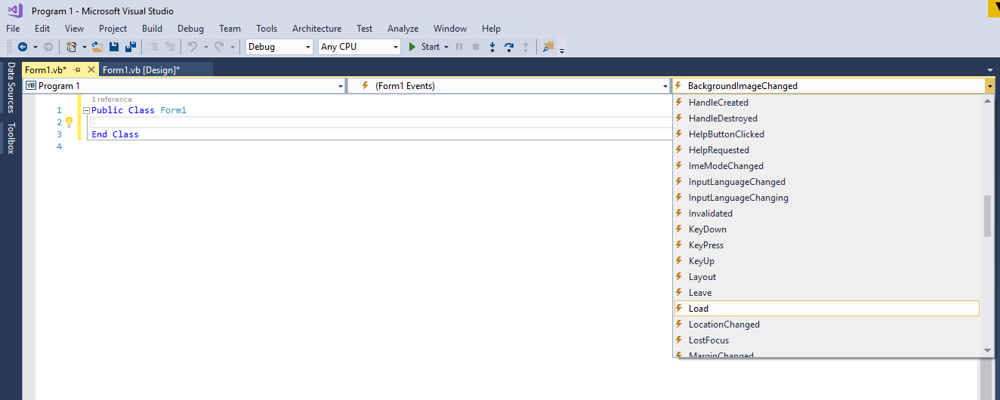 Program 1 - Microsoft Visual Studio
File Edit View Project Build Debug Team Tools Architecture Test Analyze Window Help
Debug Any CPU Start
Data Sources
Toolbox
Form1.vb* Form1.vb [Design]*
VB Program 1 (Form1 Events) BackgroundImageChanged
1 reference
1 Public Class Form1
2
3 End Class
4
HandleCreated
HandleDestroyed
HelpButtonClicked
HelpRequested
ImeModeChanged
InputLanguageChanged
InputLanguageChanging
Invalidated
KeyDown
KeyPress
KeyUp
Layout
Leave
Load
LocationChanged
LostFocus
MarginChanged